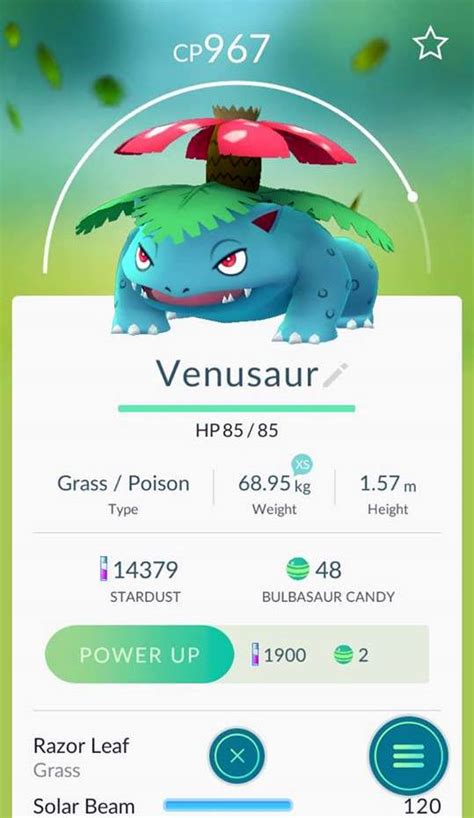 CP967
Venusaur
HP 85 / 85
XS
Grass / Poison 68.95 kg 1.57 m
Type Weight Height
14379 48
STARDUST BULBASAUR CANDY
POWER UP 1900 2
Razor Leaf
Grass
Solar Beam 120